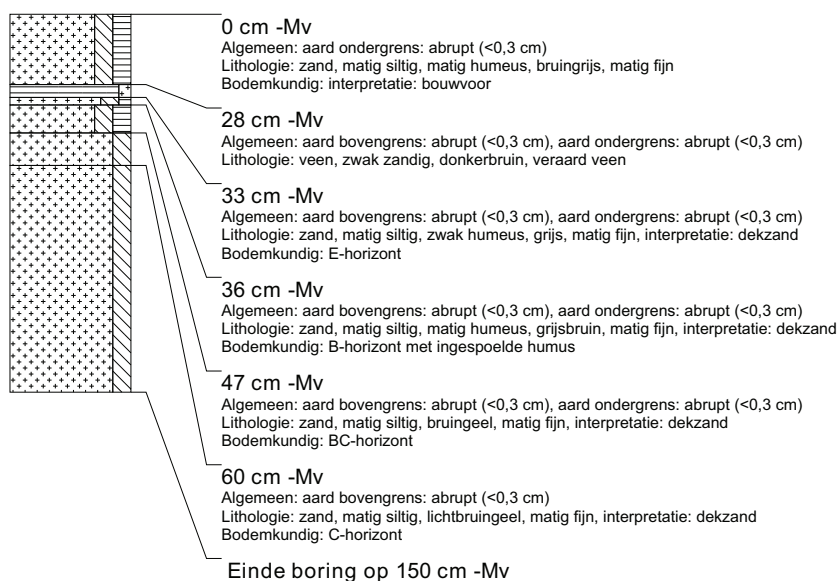 0 cm -Mv
Algemeen: aard ondergrens: abrupt (<0,3 cm)
Lithologie: zand, matig siltig, matig humeus, bruingrijs, matig fijn
Bodemkundig: interpretatie: bouwvoor
28 cm -Mv
Algemeen: aard bovengrens: abrupt (<0,3 cm), aard ondergrens: abrupt (<0,3 cm)
Lithologie: veen, zwak zandig, donkerbruin, veraard veen
33 cm -Mv
Algemeen: aard bovengrens: abrupt (<0,3 cm), aard ondergrens: abrupt (<0,3 cm)
Lithologie: zand, matig siltig, zwak humeus, grijs, matig fijn, interpretatie: dekzand
Bodemkundig: E-horizont
36 cm -Mv
Algemeen: aard bovengrens: abrupt (<0,3 cm), aard ondergrens: abrupt (<0,3 cm)
Lithologie: zand, matig siltig, matig humeus, grijsbruin, matig fijn, interpretatie: dekzand
Bodemkundig: B-horizont met ingespoelde humus
47 cm -Mv
Algemeen: aard bovengrens: abrupt (<0,3 cm), aard ondergrens: abrupt (<0,3 cm)
Lithologie: zand, matig siltig, bruingeel, matig fijn, interpretatie: dekzand
Bodemkundig: BC-horizont
60 cm -Mv
Algemeen: aard bovengrens: abrupt (<0,3 cm)
Lithologie: zand, matig siltig, lichtbruingeel, matig fijn, interpretatie: dekzand
Bodemkundig: C-horizont
Einde boring op 150 cm -Mv